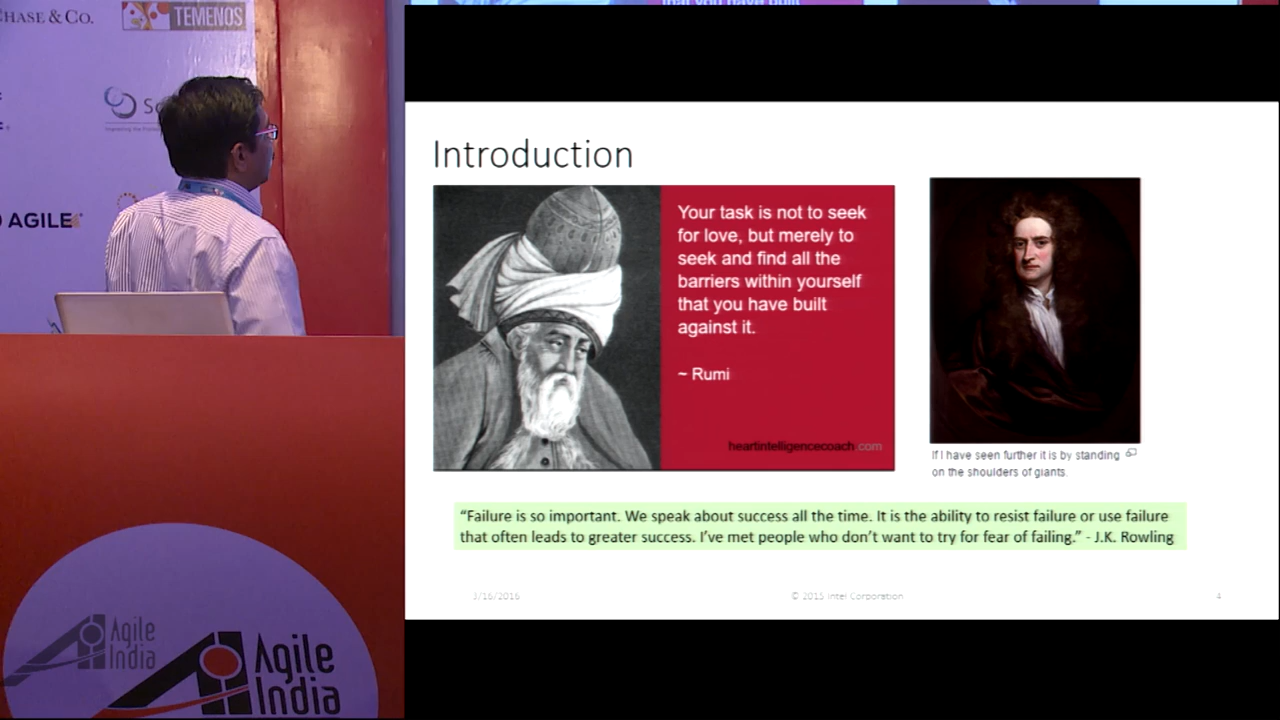 CHASE & CO.
TEMENOS
AGILE
that you have built
Introduction
Your task is not to seek
for love, but merely to
seek and find all the
barriers within yourself
that you have built
against it.
~ Rumi
heartintelligencecoach.com
If I have seen further it is by standing
on the shoulders of giants.
“Failure is so important. We speak about success all the time. It is the ability to resist failure or use failure
that often leads to greater success. I’ve met people who don’t want to try for fear of failing.” - J.K. Rowling
3/16/2016
© 2015 Intel Corporation
4
Agile
India
Agile
India